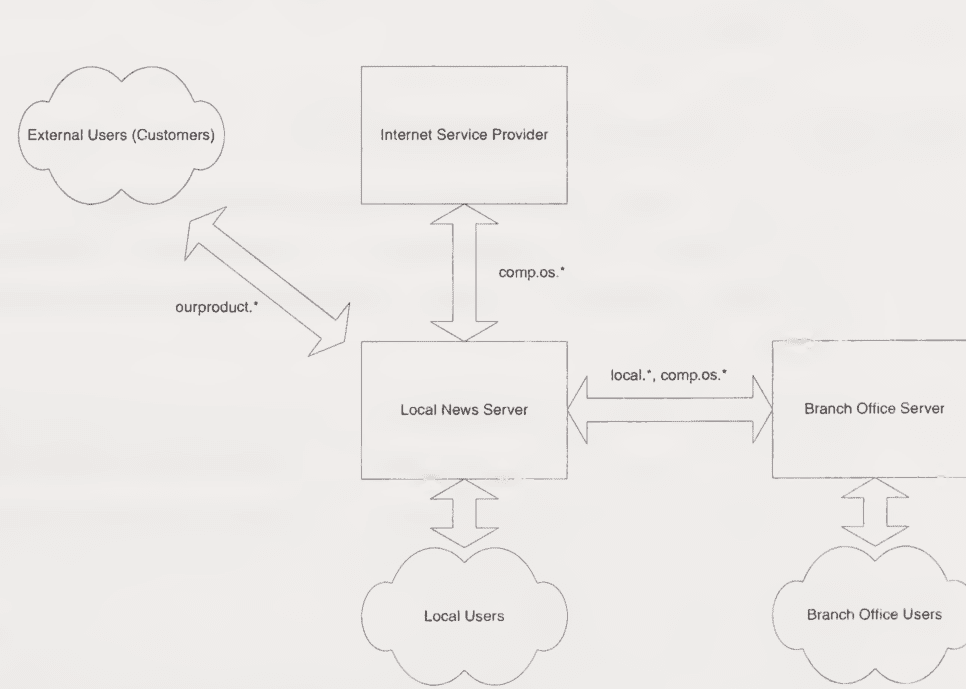 External Users (Customers)
Internet Service Provider
comp.os.*
ourproduct.*
local.*, comp.os.*
Local News Server
Branch Office Server
Local Users
Branch Office Users